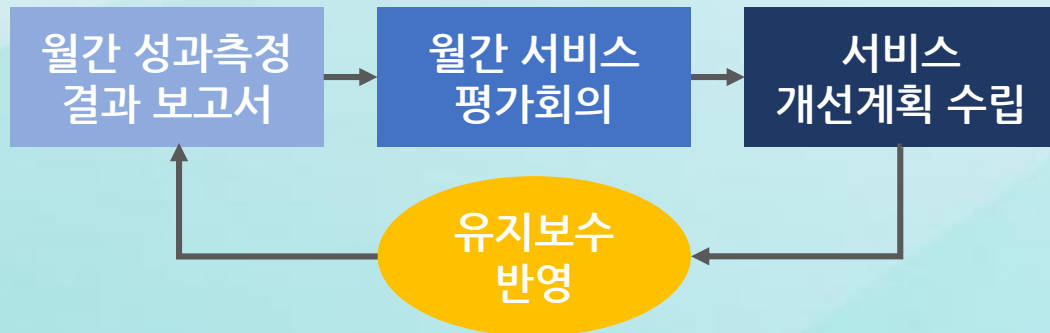 월간 성과측정
결과 보고서
월간 서비스
평가회의
서비스
개선계획 수립
유지보수
반영